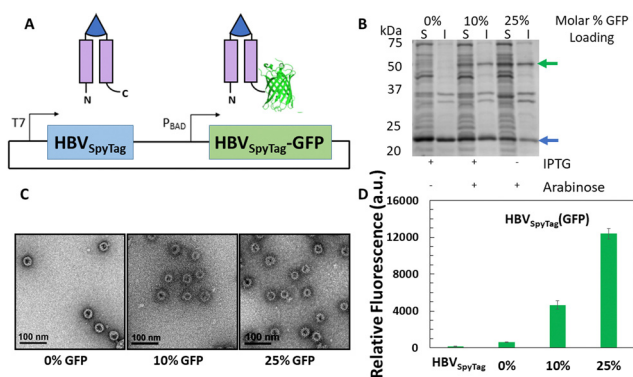 A
N
C
N
T7
HBVSpyTag
PBAD
HBVSpyTag-GFP
B
0% 10% 25% Molar % GFP
kDa S I S I S I Loading
75
50
37
25
20
+ + - IPTG
- + + Arabinose
C
100 nm 100 nm 100 nm
0% GFP 10% GFP 25% GFP
D
Relative Fluorescence (a.u.)
HBVSpyTag(GFP)
16000
12000
8000
4000
0
HBVSpyTag 0% 10% 25%